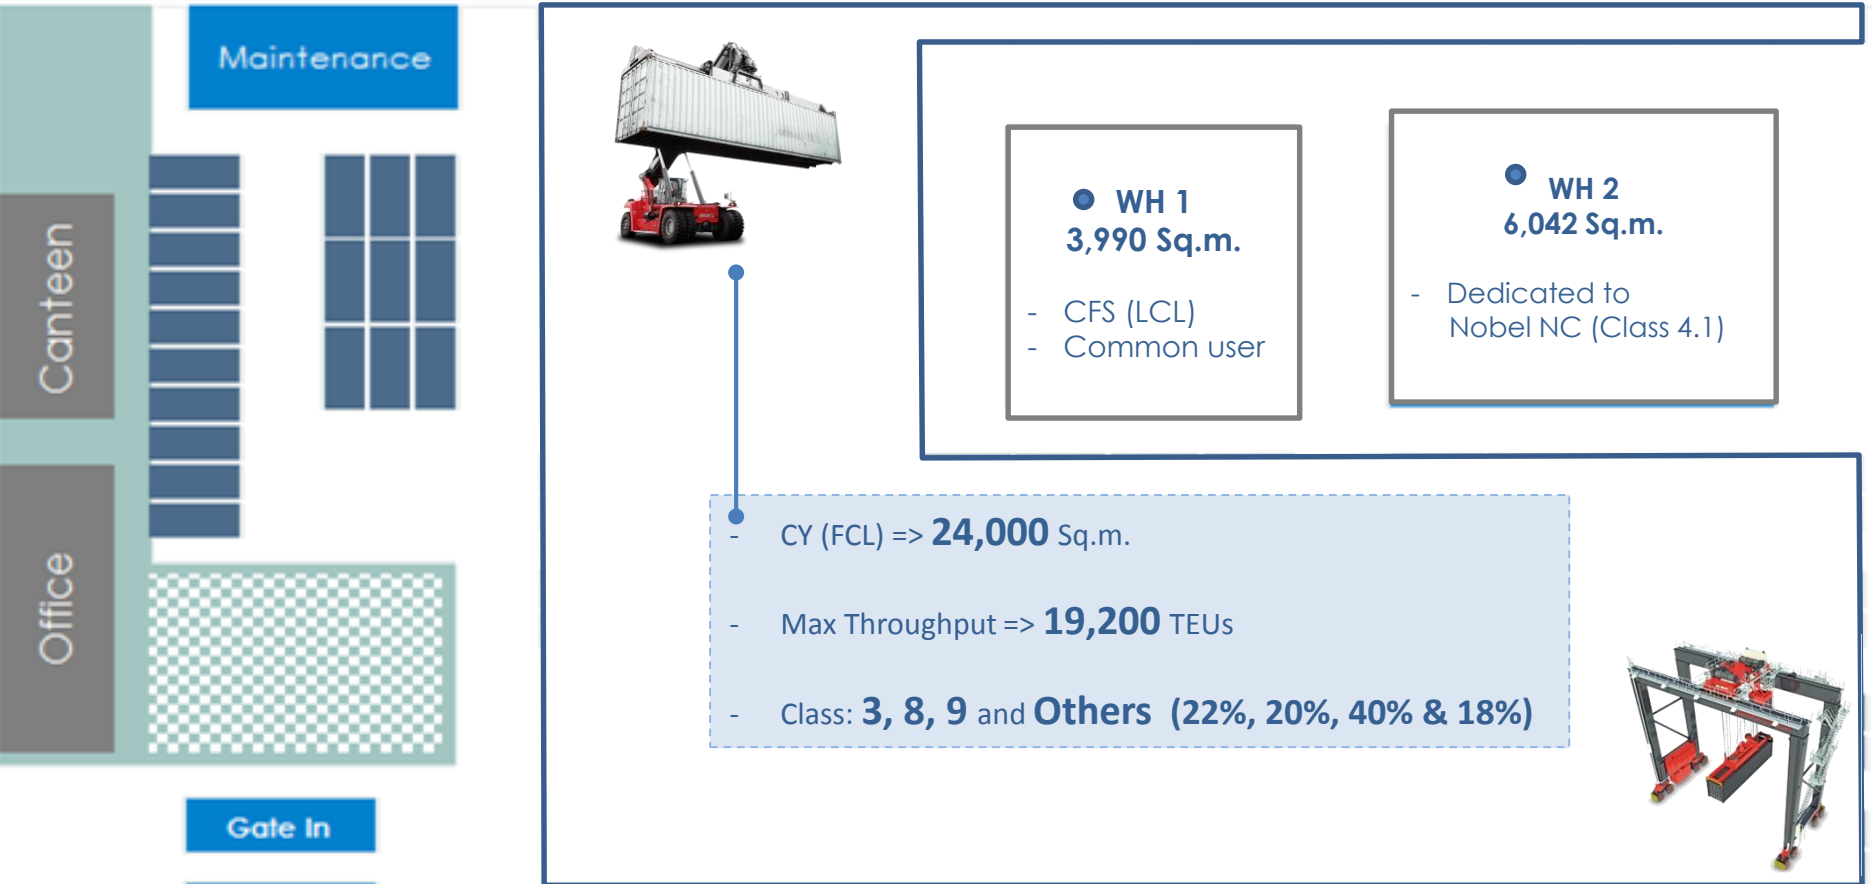 Maintenance
Canteen
Office
Gate In
WH 1
3,990 Sq.m.
- CFS (LCL)
- Common user
WH 2
6,042 Sq.m.
- Dedicated to
Nobel NC (Class 4.1)
- CY (FCL) => 24,000 Sq.m.
- Max Throughput => 19,200 TEUs
- Class: 3, 8, 9 and Others (22%, 20%, 40% & 18%)